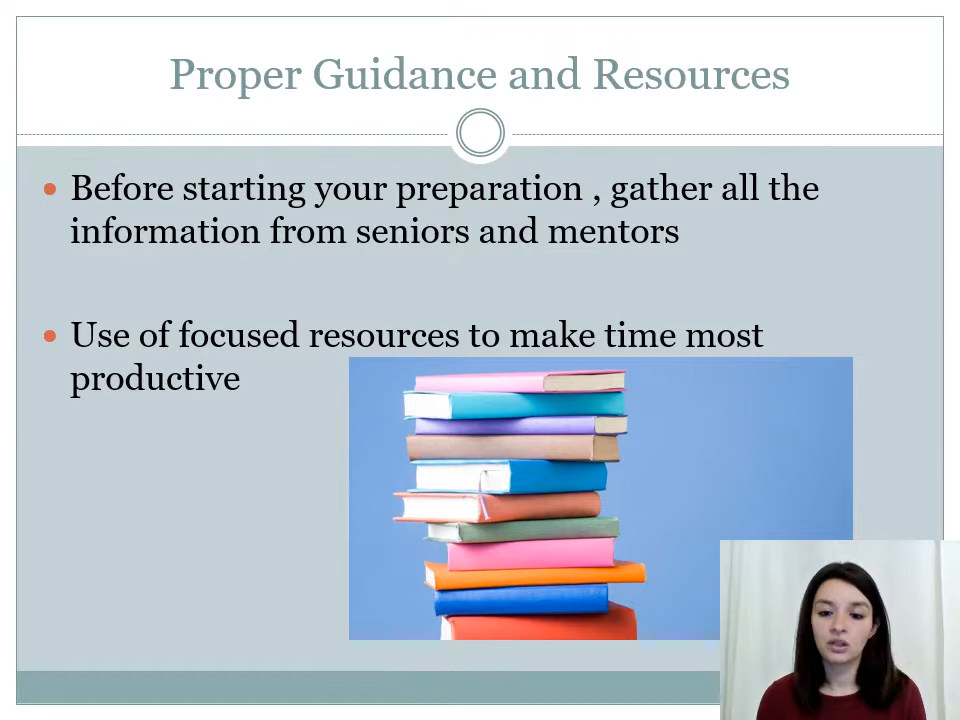 Proper Guidance and Resources
Before starting your preparation , gather all the
information from seniors and mentors
Use of focused resources to make time most
productive